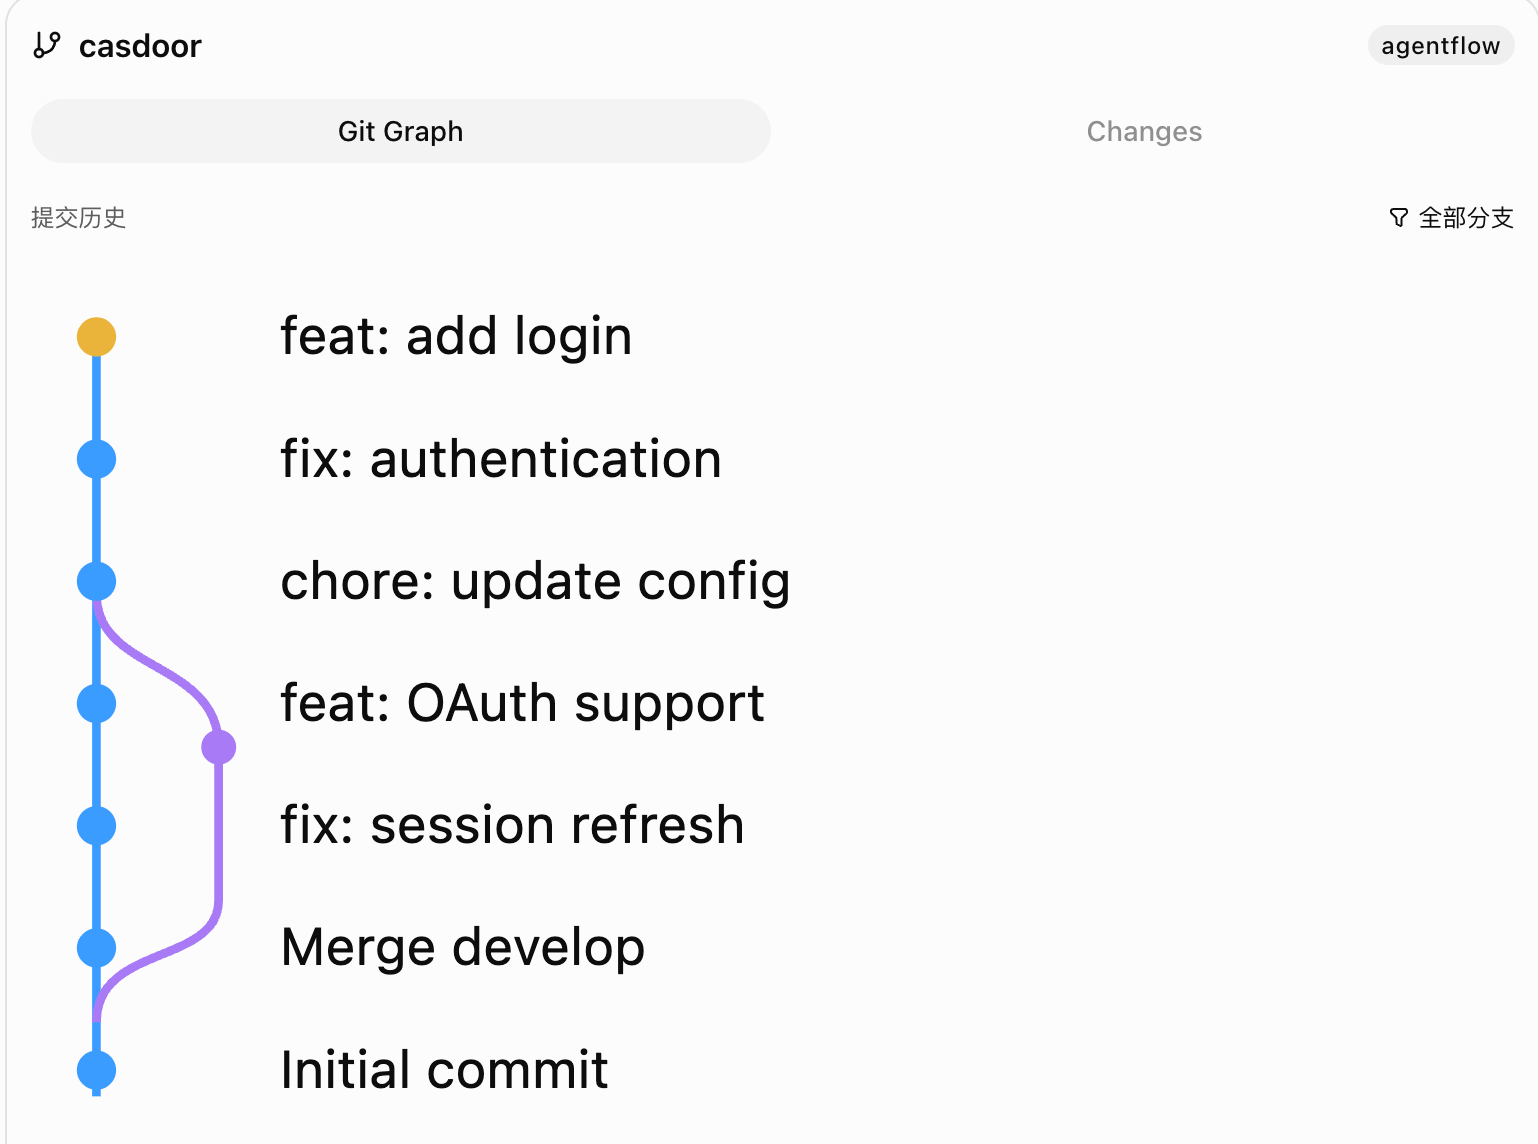 casdoor
agentflow
Git Graph
Changes
提交历史
全部分支
feat: add login
fix: authentication
chore: update config
feat: OAuth support
fix: session refresh
Merge develop
Initial commit